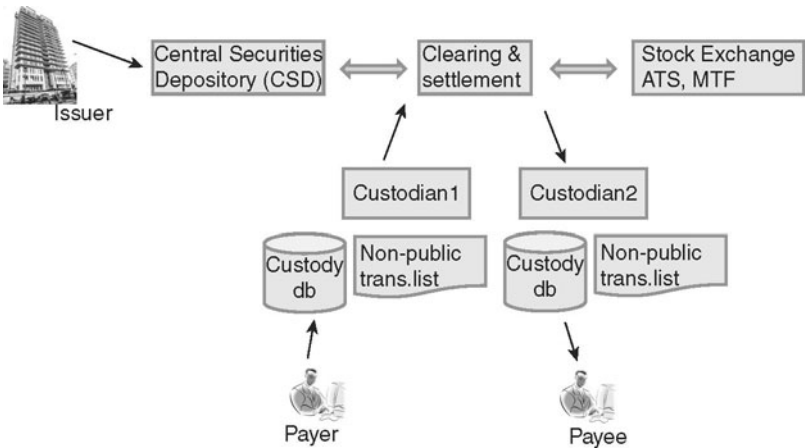 Central Securities
Depository (CSD)
Clearing &
settlement
Stock Exchange
ATS, MTF
Issuer
Custodian1
Custodian2
Custody
db
Non-public
trans.list
Custody
db
Non-public
trans.list
Payer
Payee